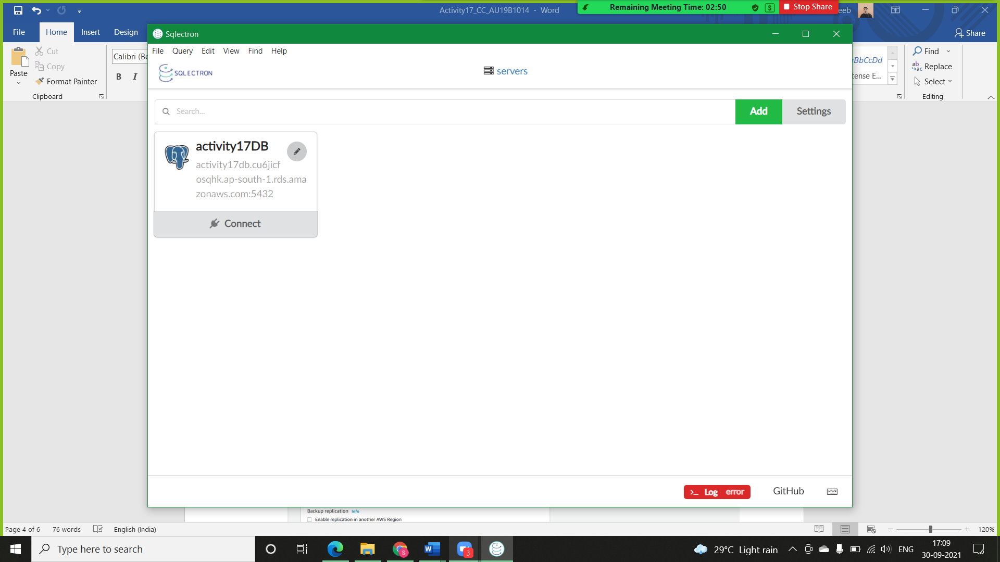 Activity17_CC_AU19B1014 - Word
Remaining Meeting Time: 02:50
$
Stop Share
eeb
File
Home
Insert
Design
Share
Paste
Cut
Copy
Format Painter
Clipboard
Calibri (Bo
B
I
Sqlectron
File
Query
Edit
View
Find
Help
SQLECTRON
servers
Search...
Add
Settings
activity17DB
activity17db.cu6jicf
osqhk.ap-south-1.rds.ama
zonaws.com:5432
Connect
BbCcDd
tense E...
Find
Replace
Select
Editing
Log error
GitHub
Backup replication Info
Enable replication in another AWS Region
Page 4 of 6
76 words
English (India)
120%
Type here to search
S
W
3
29°C Light rain
ENG
17:09
30-09-2021